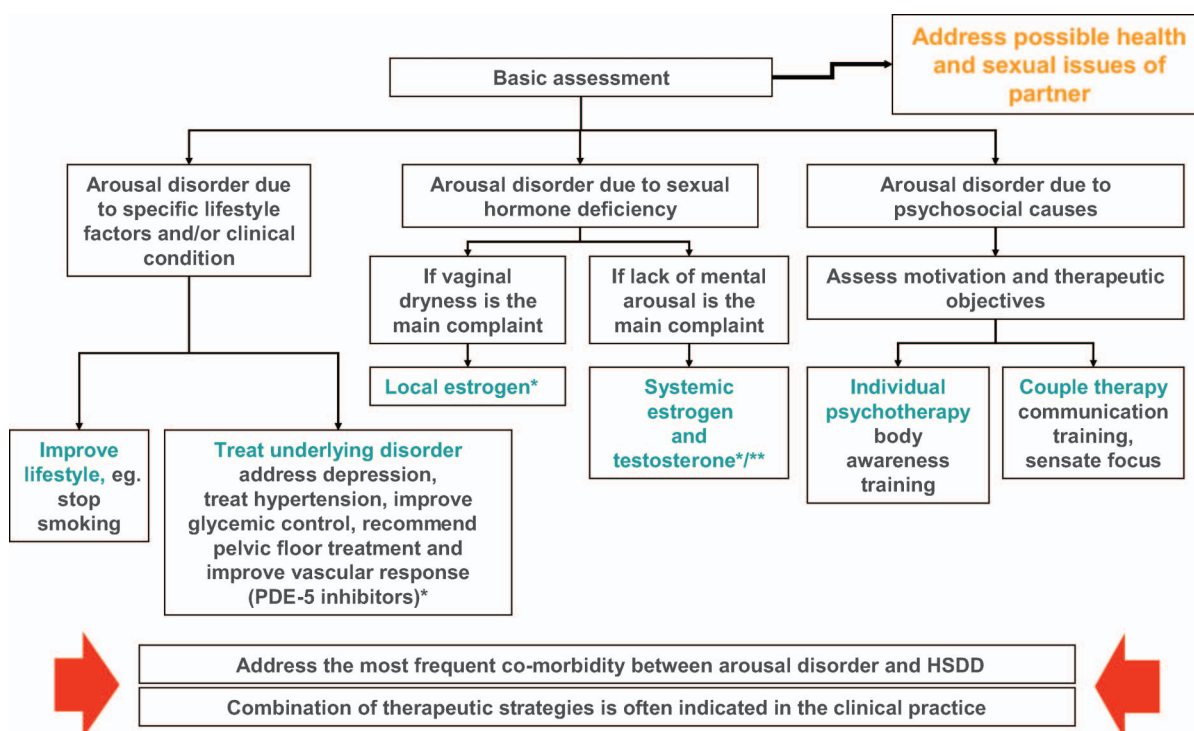 Address possible health
and sexual issues of
partner
Basic assessment
Arousal disorder due
to specific lifestyle
factors and/or clinical
condition
Arousal disorder due to sexual
hormone deficiency
Arousal disorder due to
psychosocial causes
If vaginal
dryness is the
main complaint
If lack of mental
arousal is the
main complaint
Assess motivation and therapeutic
objectives
Local estrogen*
Systemic
estrogen
and
testosterone*/**
Individual
psychotherapy
body
awareness
training
Couple therapy
communication
training,
sensate focus
Improve
lifestyle, eg.
stop
smoking
Treat underlying disorder
address depression,
treat hypertension, improve
glycemic control, recommend
pelvic floor treatment and
improve vascular response
(PDE-5 inhibitors)*
Address the most frequent co-morbidity between arousal disorder and HSDD
Combination of therapeutic strategies is often indicated in the clinical practice